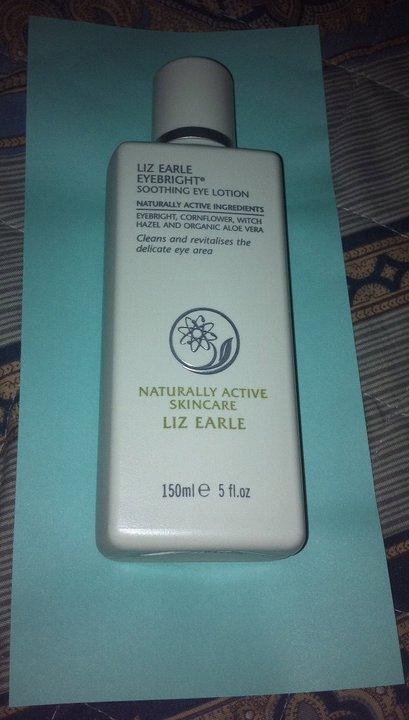 LIZ EARLE
EYEBRIGHT®
SOOTHING EYE LOTION
NATURALLY ACTIVE INGREDIENTS
EYEBRIGHT, CORNFLOWER, WITCH
HAZEL AND ORGANIC ALOE VERA
Cleans and revitalises the
delicate eye area
NATURALLY ACTIVE
SKINCARE
LIZ EARLE
150ml ℮ 5 fl.oz